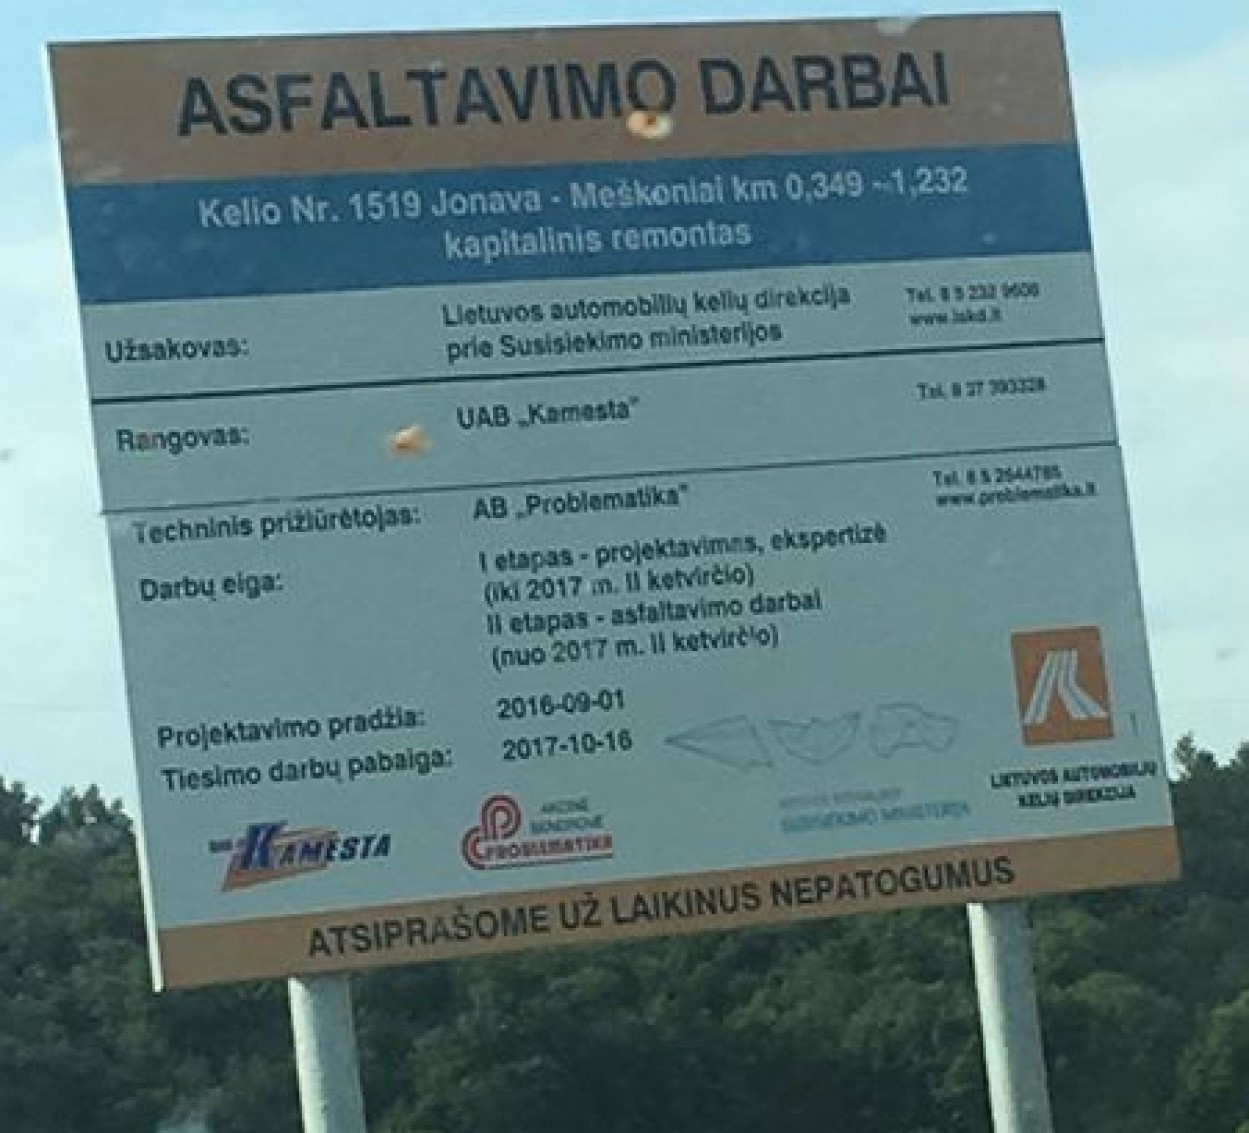 ASFALTAVIMO DARBAI
Kelio Nr. 1519 Jonava - Meškoniai km 0,349 - 1,232
kapitalinis remontas
Užsakovas:
Lietuvos automobilių kelių direkcija
prie Susisiekimo ministerijos
Tel. 8 5 232 9600
www.lakd.lt
Rangovas:
UAB „Kamesta"
Tel. 8 37 393328
Techninis prižiūrėtojas:
AB „Problematika"
Tel. 8 5 2644785
www.problematika.lt
Darbų eiga:
I etapas - projektavimas, ekspertizė
(iki 2017 m. II ketvirčio)
II etapas - asfaltavimo darbai
(nuo 2017 m. II ketvirčio)
Projektavimo pradžia:
2016-09-01
Tiesimo darbų pabaiga:
2017-10-16
KAMESTA
AKCINĖ
BENDROVĖ
PROBLEMATIKA
SUSISIEKIMO MINISTERIJA
LIETUVOS AUTOMOBILIŲ
KELIŲ DIREKCIJA
ATSIPRAŠOME UŽ LAIKINUS NEPATOGUMUS